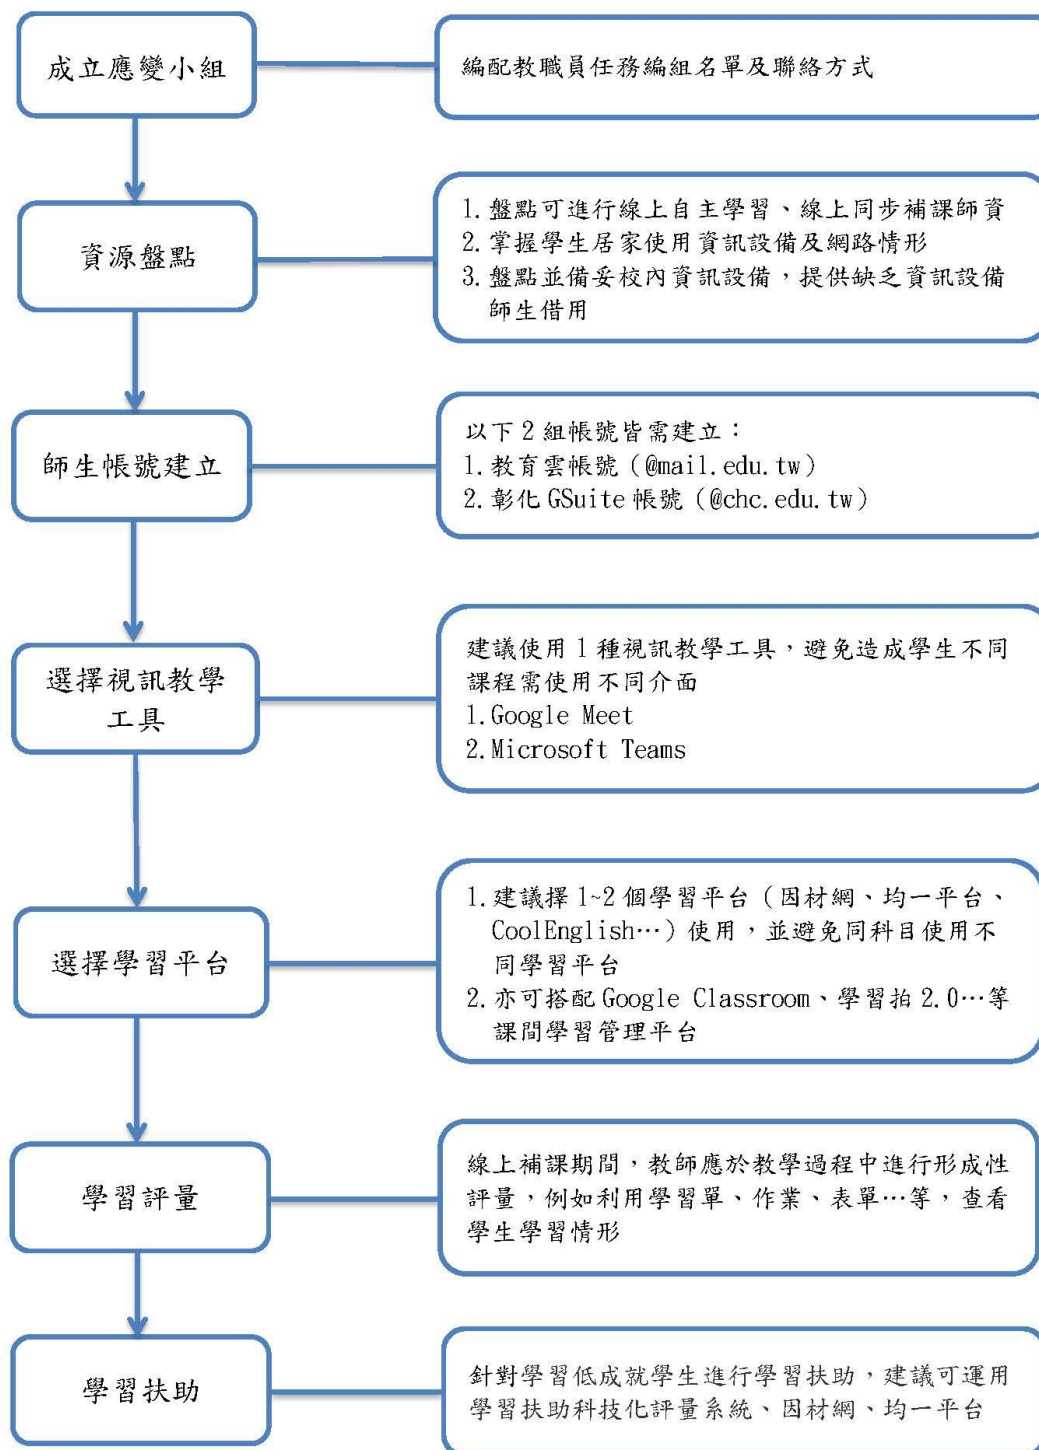 成立應變小組
編配教職員任務編組名單及聯絡方式
資源盤點
1.盤點可進行線上自主學習、線上同步補課師資
2.掌握學生居家使用資訊設備及網路情形
3.盤點並備妥校內資訊設備，提供缺乏資訊設備
師生借用
師生帳號建立
以下2組帳號皆需建立：
1.教育雲帳號（@mail.edu.tw）
2.彰化GSuite帳號（@chc.edu.tw）
選擇視訊教學
工具
建議使用1種視訊教學工具，避免造成學生不同
課程需使用不同介面
1.Google Meet
2.Microsoft Teams
選擇學習平台
1.建議擇1~2個學習平台（因材網、均一平台、
CoolEnglish…）使用，並避免同科目使用不
同學習平台
2.亦可搭配Google Classroom、學習拍2.0…等
課間學習管理平台
學習評量
線上補課期間，教師應於教學過程中進行形成性
評量，例如利用學習單、作業、表單…等，查看
學生學習情形
學習扶助
針對學習低成就學生進行學習扶助，建議可運用
學習扶助科技化評量系統、因材網、均一平台